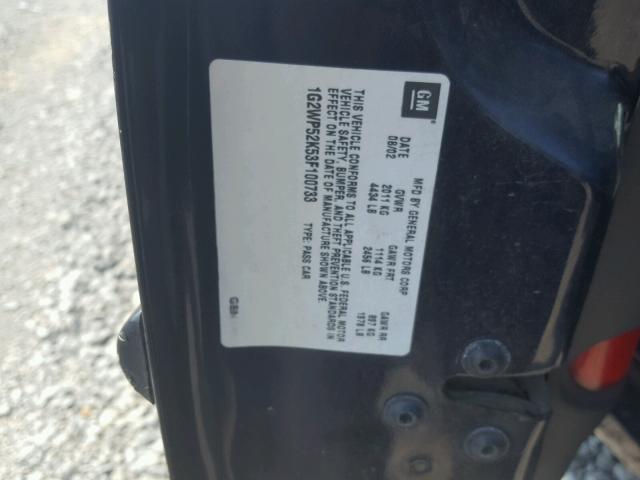 GM
MFD BY GENERAL MOTORS CORP
DATE GVWR GAWR FRT GAWR RR
08/02 2011 KG 1114 KG 897 KG
4434 LB 2456 LB 1978 LB
THIS VEHICLE CONFORMS TO ALL APPLICABLE U.S. FEDERAL MOTOR
VEHICLE SAFETY, BUMPER, AND THEFT PREVENTION STANDARDS IN
EFFECT ON THE DATE OF MANUFACTURE SHOWN ABOVE.
1G2WP52K53F100733 TYPE: PASS CAR